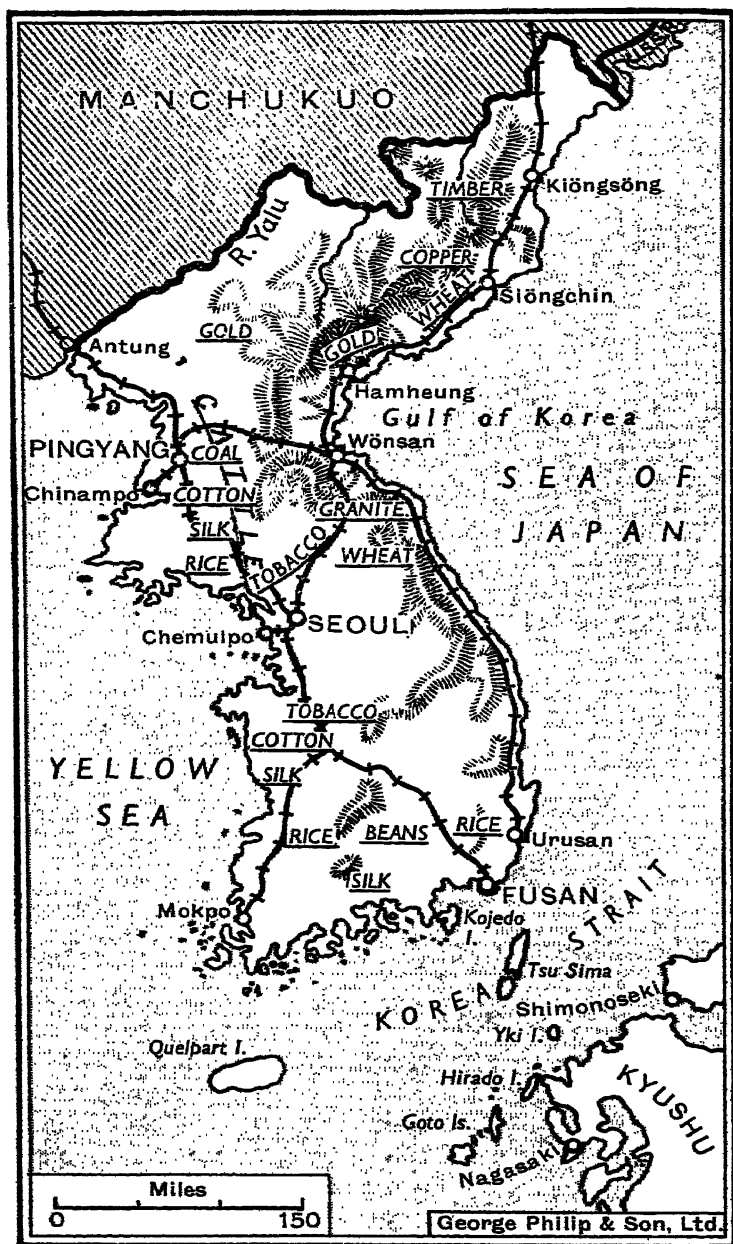 U.S.S.R.
MANCHUKUO
TIMBER
Kiöngsöng
R. Yalu
COPPER
WHEAT
Siöngchin
GOLD
GOLD
Antung
Hamheung
Gulf of Korea
CATTLE
PINGYANG
COAL
Wönsan
SEA OF
JAPAN
Chinampo
COTTON
GRANITE
SILK
TOBACCO
WHEAT
RICE
Chemulpo
SEOUL
TOBACCO
COTTON
YELLOW
SEA
SILK
RICE
BEANS
RICE
Urusan
SILK
FUSAN
Mokpo
Kojedo
I.
KOREA STRAIT
Tsu Sima
Shimonoseki
Yki I.
Quelpart I.
Hirado I.
KYUSHU
Goto Is.
Nagasaki
Miles
0 150
George Philip & Son, Ltd.